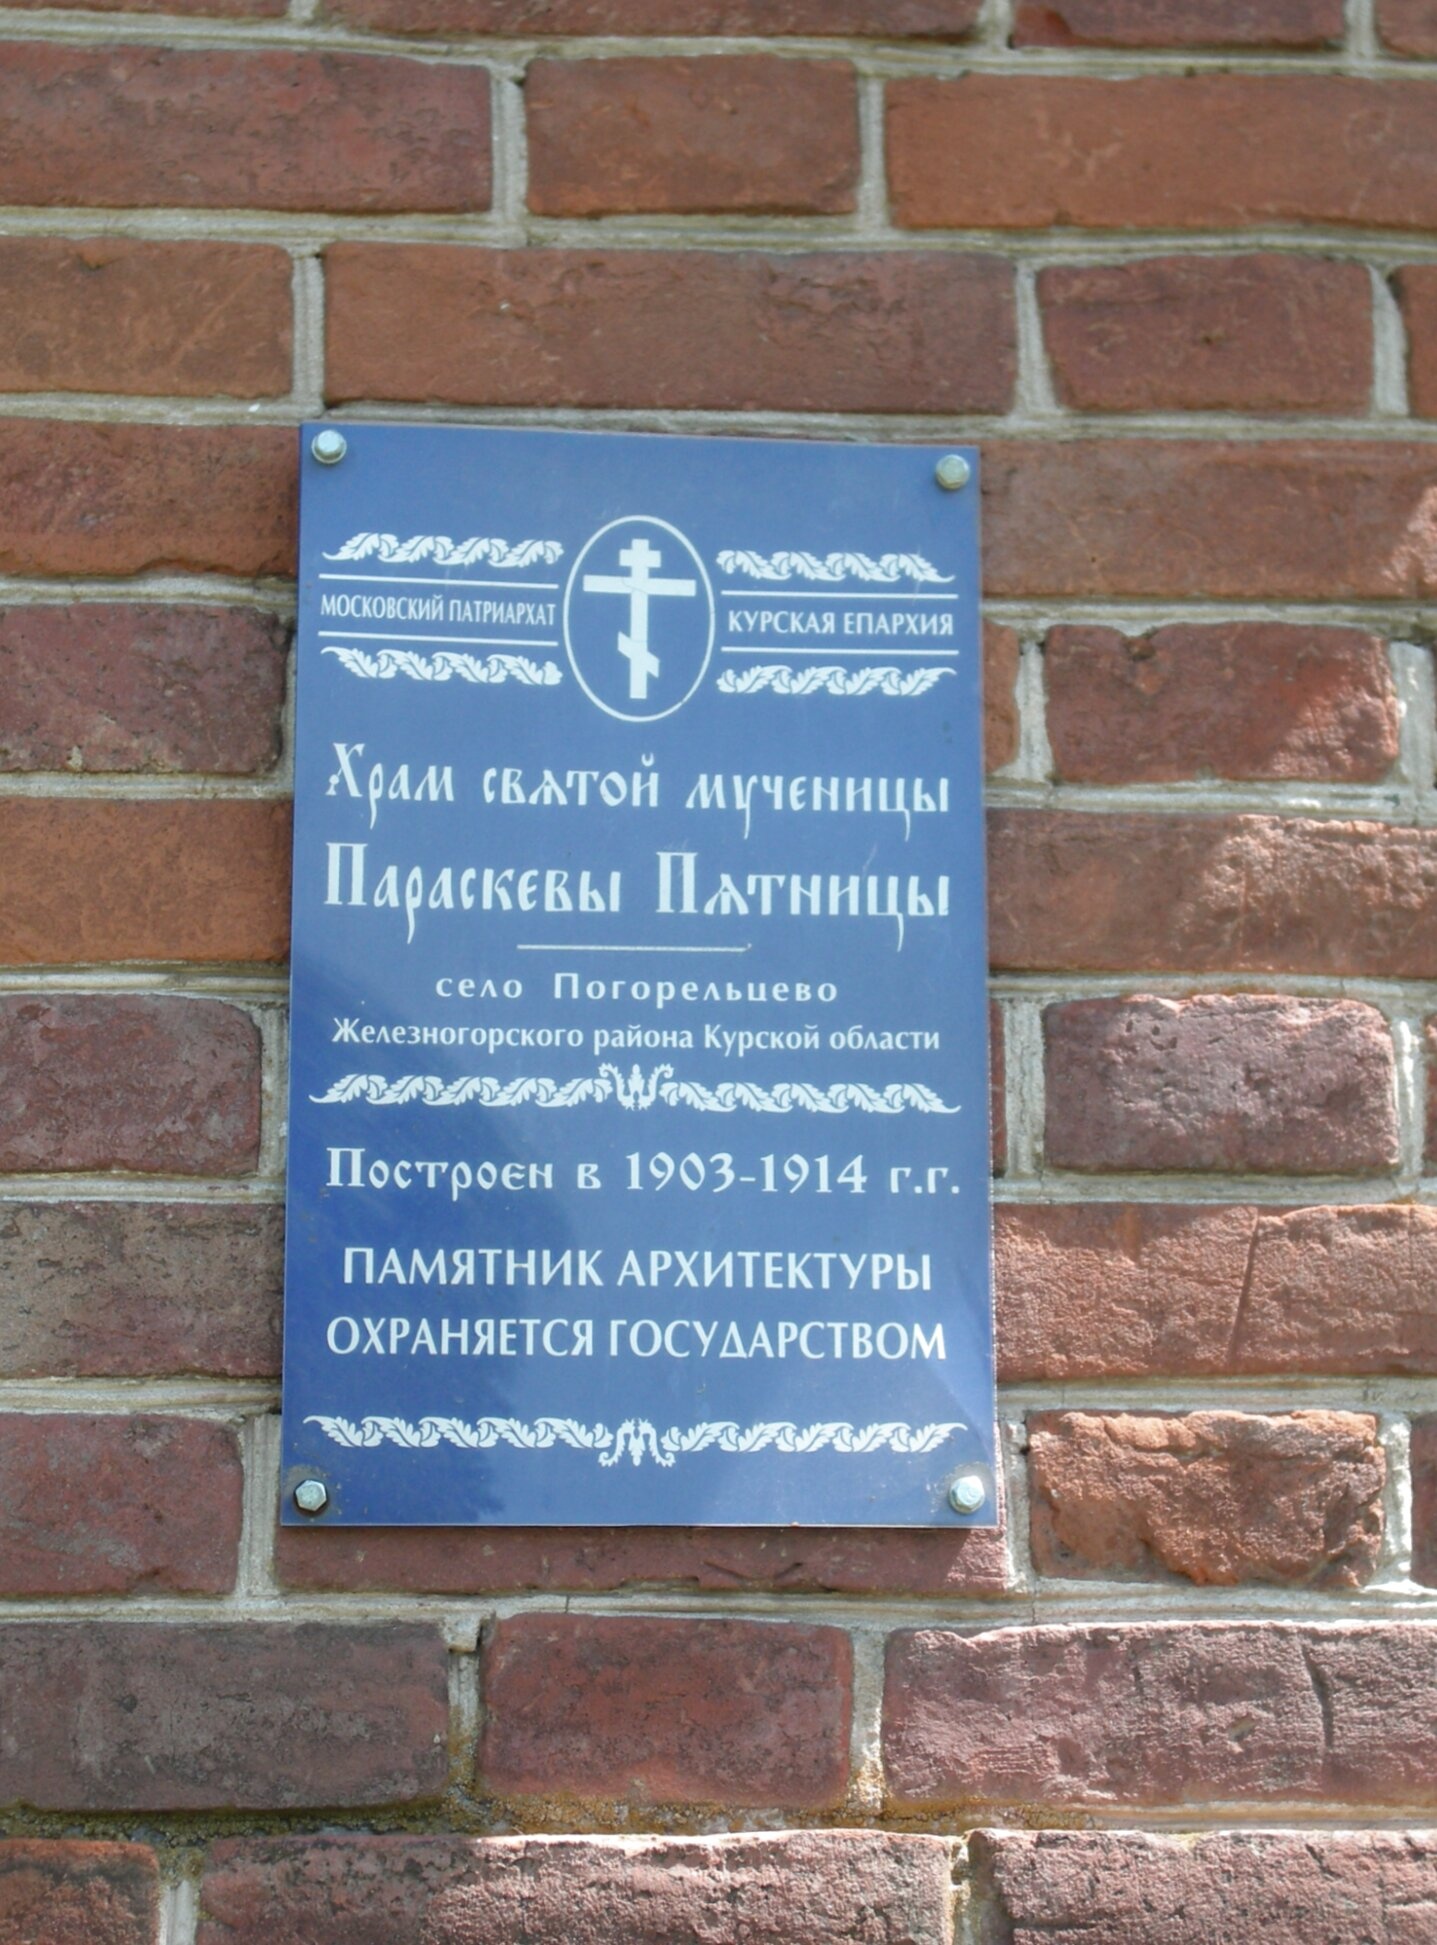 МОСКОВСКИЙ ПАТРИАРХАТ
КУРСКАЯ ЕПАРХИЯ
Храм святой мученицы
Параскевы Пятницы
село Погорельцево
Железногорского района Курской области
Построен в 1903-1914 г.г.
ПАМЯТНИК АРХИТЕКТУРЫ
ОХРАНЯЕТСЯ ГОСУДАРСТВОМ